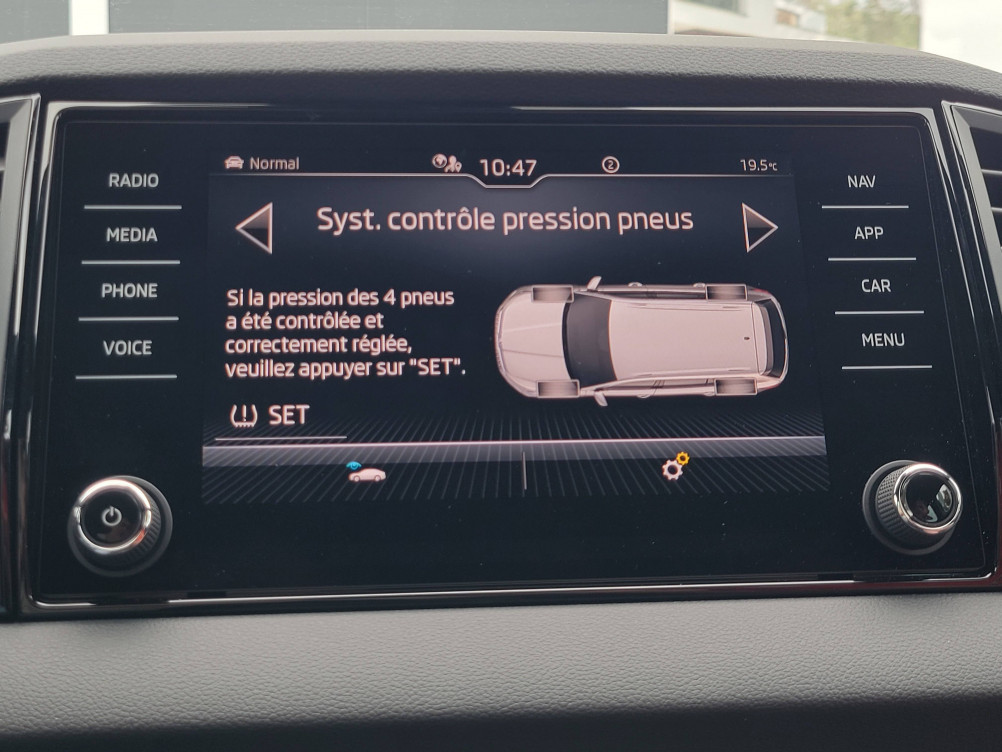 Normal
10:47
2
19.5°C
RADIO
MEDIA
PHONE
VOICE
Syst. contrôle pression pneus
Si la pression des 4 pneus
a été contrôlée et
correctement réglée,
veuillez appuyer sur "SET".
(!) SET
NAV
APP
CAR
MENU